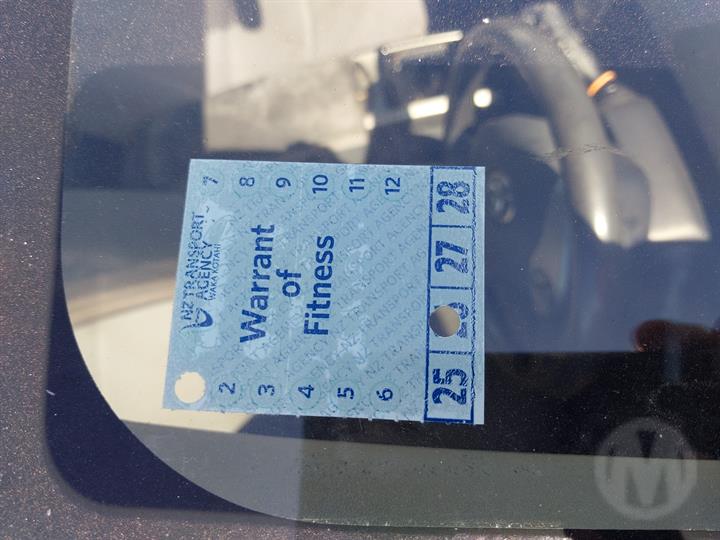 NZ TRANSPORT
AGENCY
WAKA KOTAHI
7
2 8
3 Warrant 9
4 of 10
5 Fitness 11
6 12
25 27 28
M